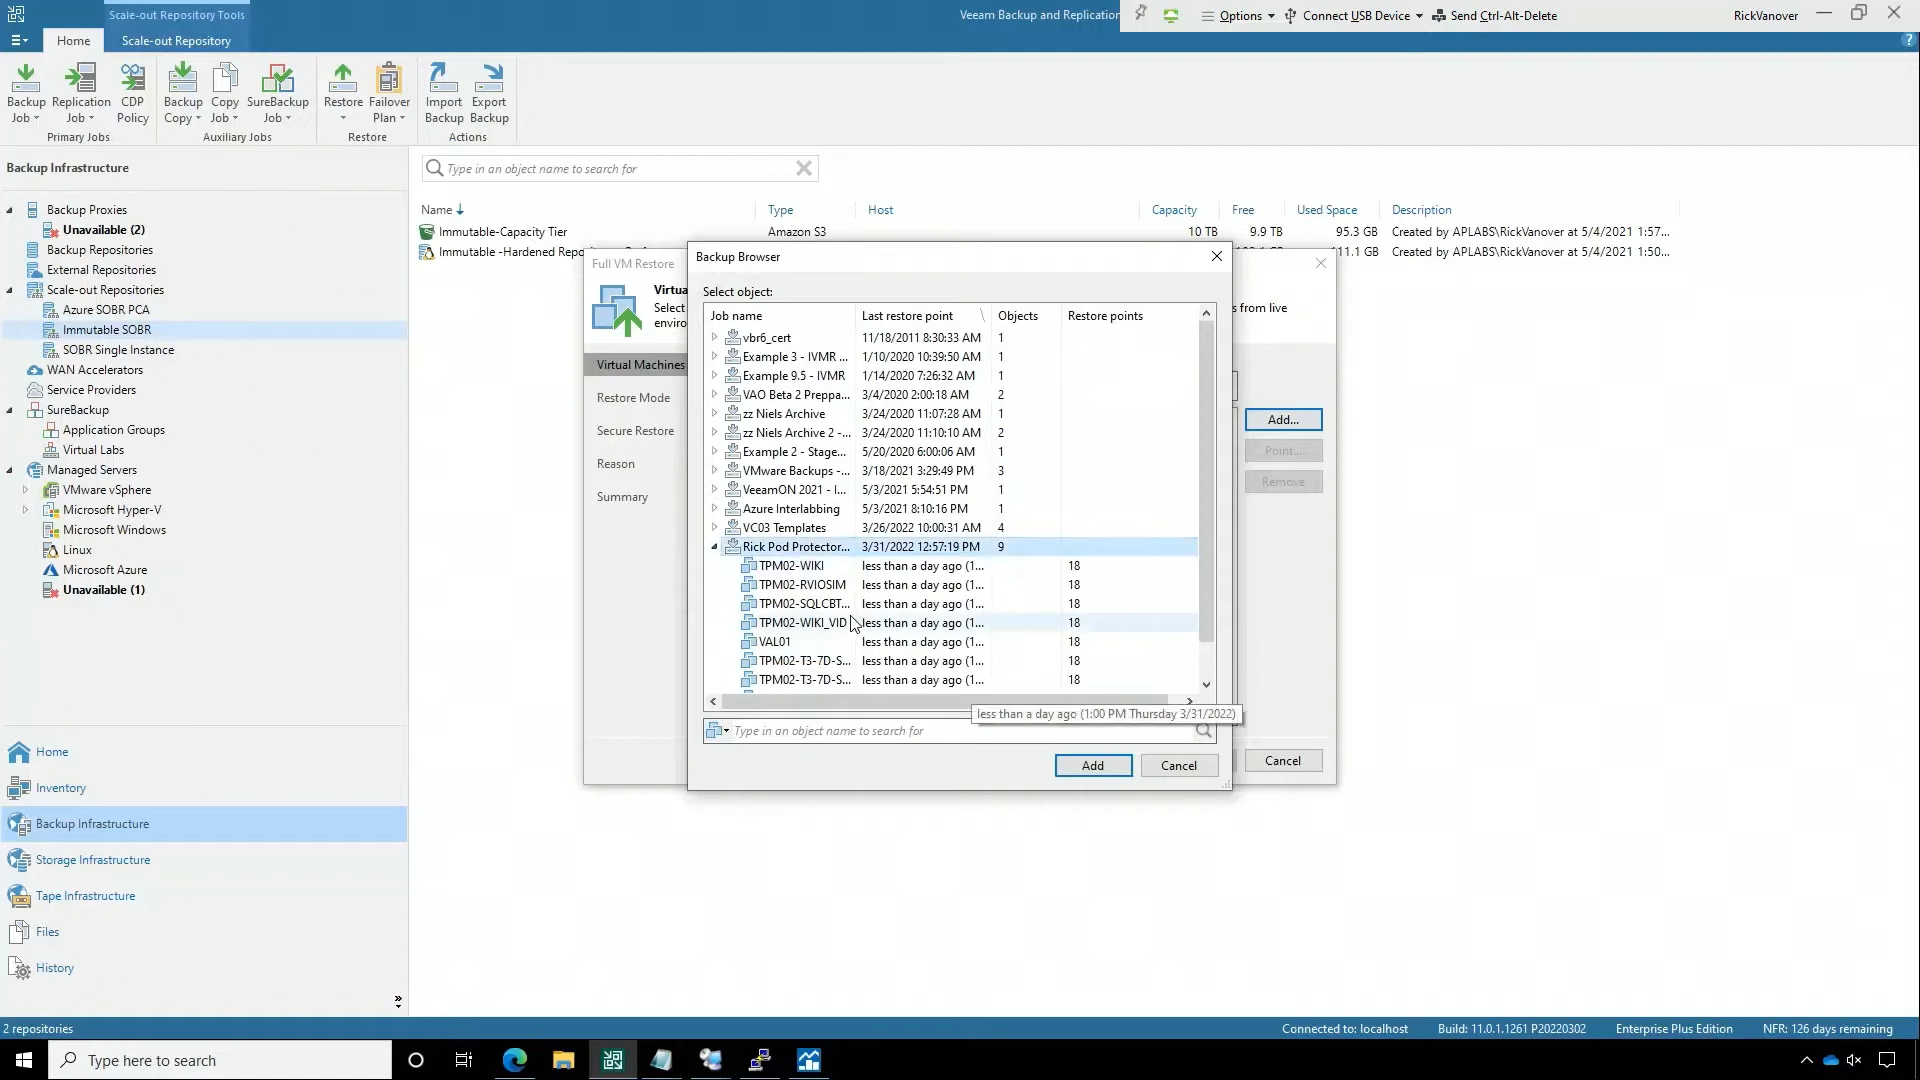 Scale-out Repository Tools
Veeam Backup and Replication
Options
Connect USB Device
Send Ctrl-Alt-Delete
RickVanover
Home
Scale-out Repository
Backup Job
Replication Job
CDP Policy
Primary Jobs
Backup Copy
Copy Job
SureBackup Job
Auxiliary Jobs
Restore
Failover Plan
Restore
Import Backup
Export Backup
Actions
Backup Infrastructure
Backup Proxies
Unavailable (2)
Backup Repositories
External Repositories
Scale-out Repositories
Azure SOBR PCA
Immutable SOBR
SOBR Single Instance
WAN Accelerators
Service Providers
SureBackup
Application Groups
Virtual Labs
Managed Servers
VMware vSphere
Microsoft Hyper-V
Microsoft Windows
Linux
Microsoft Azure
Unavailable (1)
Home
Inventory
Backup Infrastructure
Storage Infrastructure
Tape Infrastructure
Files
History
Type in an object name to search for
Name Type Host Capacity Free Used Space Description
Immutable-Capacity Tier Amazon S3 10 TB 9.9 TB 95.3 GB Created by APLABS\RickVanover at 5/4/2021 1:57...
Immutable -Hardened Repo 11.1 GB Created by APLABS\RickVanover at 5/4/2021 1:50...
Full VM Restore
Virtua
Select
enviro
s from live
Virtual Machines
Restore Mode
Secure Restore
Reason
Summary
Add...
Point...
Remove
Cancel
Backup Browser
Select object:
Job name Last restore point Objects Restore points
vbr6_cert 11/18/2011 8:30:33 AM 1
Example 3 - IVMR ... 1/10/2020 10:39:50 AM 1
Example 9.5 - IVMR 1/14/2020 7:26:32 AM 1
VAO Beta 2 Preppa... 3/4/2020 2:00:18 AM 2
zz Niels Archive 3/24/2020 11:07:28 AM 1
zz Niels Archive 2 -... 3/24/2020 11:10:10 AM 2
Example 2 - Stage... 5/20/2020 6:00:06 AM 1
VMware Backups -... 3/18/2021 3:29:49 PM 3
VeeamON 2021 - I... 5/3/2021 5:54:51 PM 1
Azure Interlabbing 5/3/2021 8:10:16 PM 1
VC03 Templates 3/26/2022 10:00:31 AM 4
Rick Pod Protector... 3/31/2022 12:57:19 PM 9
TPM02-WIKI less than a day ago (1... 18
TPM02-RVIOSIM less than a day ago (1... 18
TPM02-SQLCBT... less than a day ago (1... 18
TPM02-WIKI_VID less than a day ago (1... 18
VAL01 less than a day ago (1... 18
TPM02-T3-7D-S... less than a day ago (1... 18
TPM02-T3-7D-S... less than a day ago (1... 18
less than a day ago (1:00 PM Thursday 3/31/2022)
Type in an object name to search for
Add
Cancel
2 repositories
Connected to: localhost
Build: 11.0.1.1261 P20220302
Enterprise Plus Edition
NFR: 126 days remaining
Type here to search